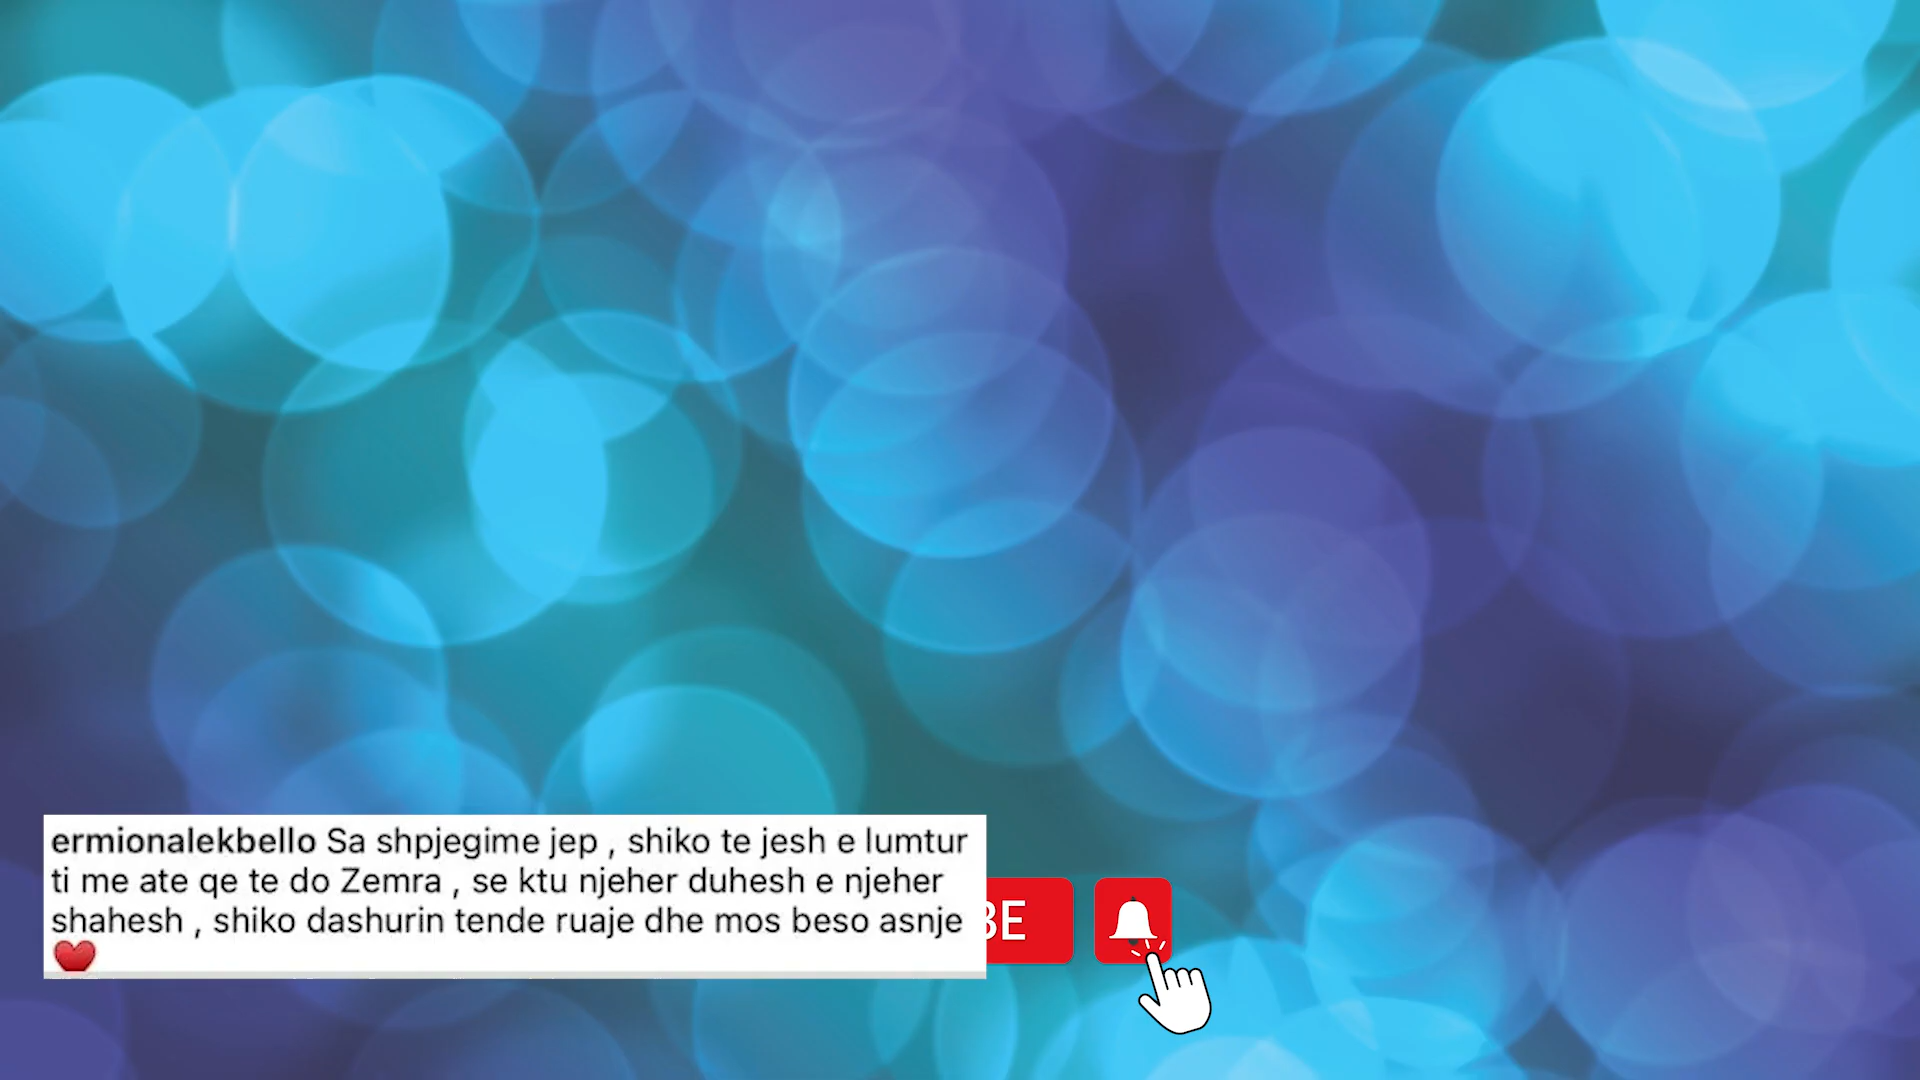 ermionalekbello Sa shpjegime jep , shiko te jesh e lumtur
ti me ate qe te do Zemra , se ktu njeher duhesh e njeher
shahesh , shiko dashurin tende ruaje dhe mos beso asnje
❤️
BE